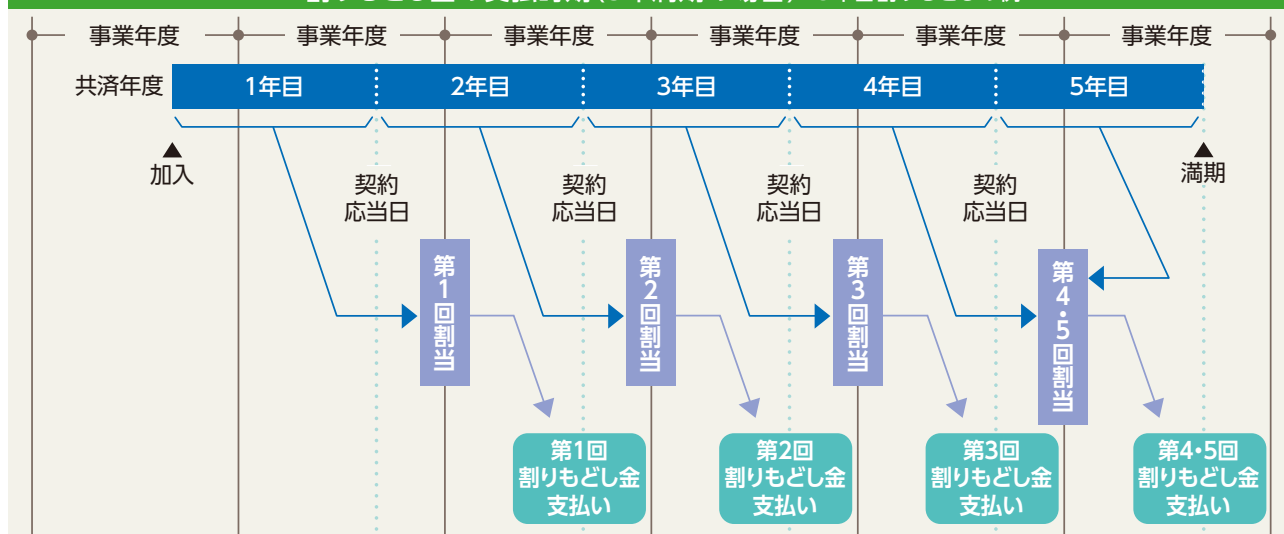 事業年度 事業年度 事業年度 事業年度 事業年度 事業年度
共済年度 1年目 2年目 3年目 4年目 5年目
加入
満期
契約
応当日
契約
応当日
契約
応当日
契約
応当日
第1回割当
第2回割当
第3回割当
第4・5回割当
第1回
割りもどし金
支払い
第2回
割りもどし金
支払い
第3回
割りもどし金
支払い
第4・5回
割りもどし金
支払い